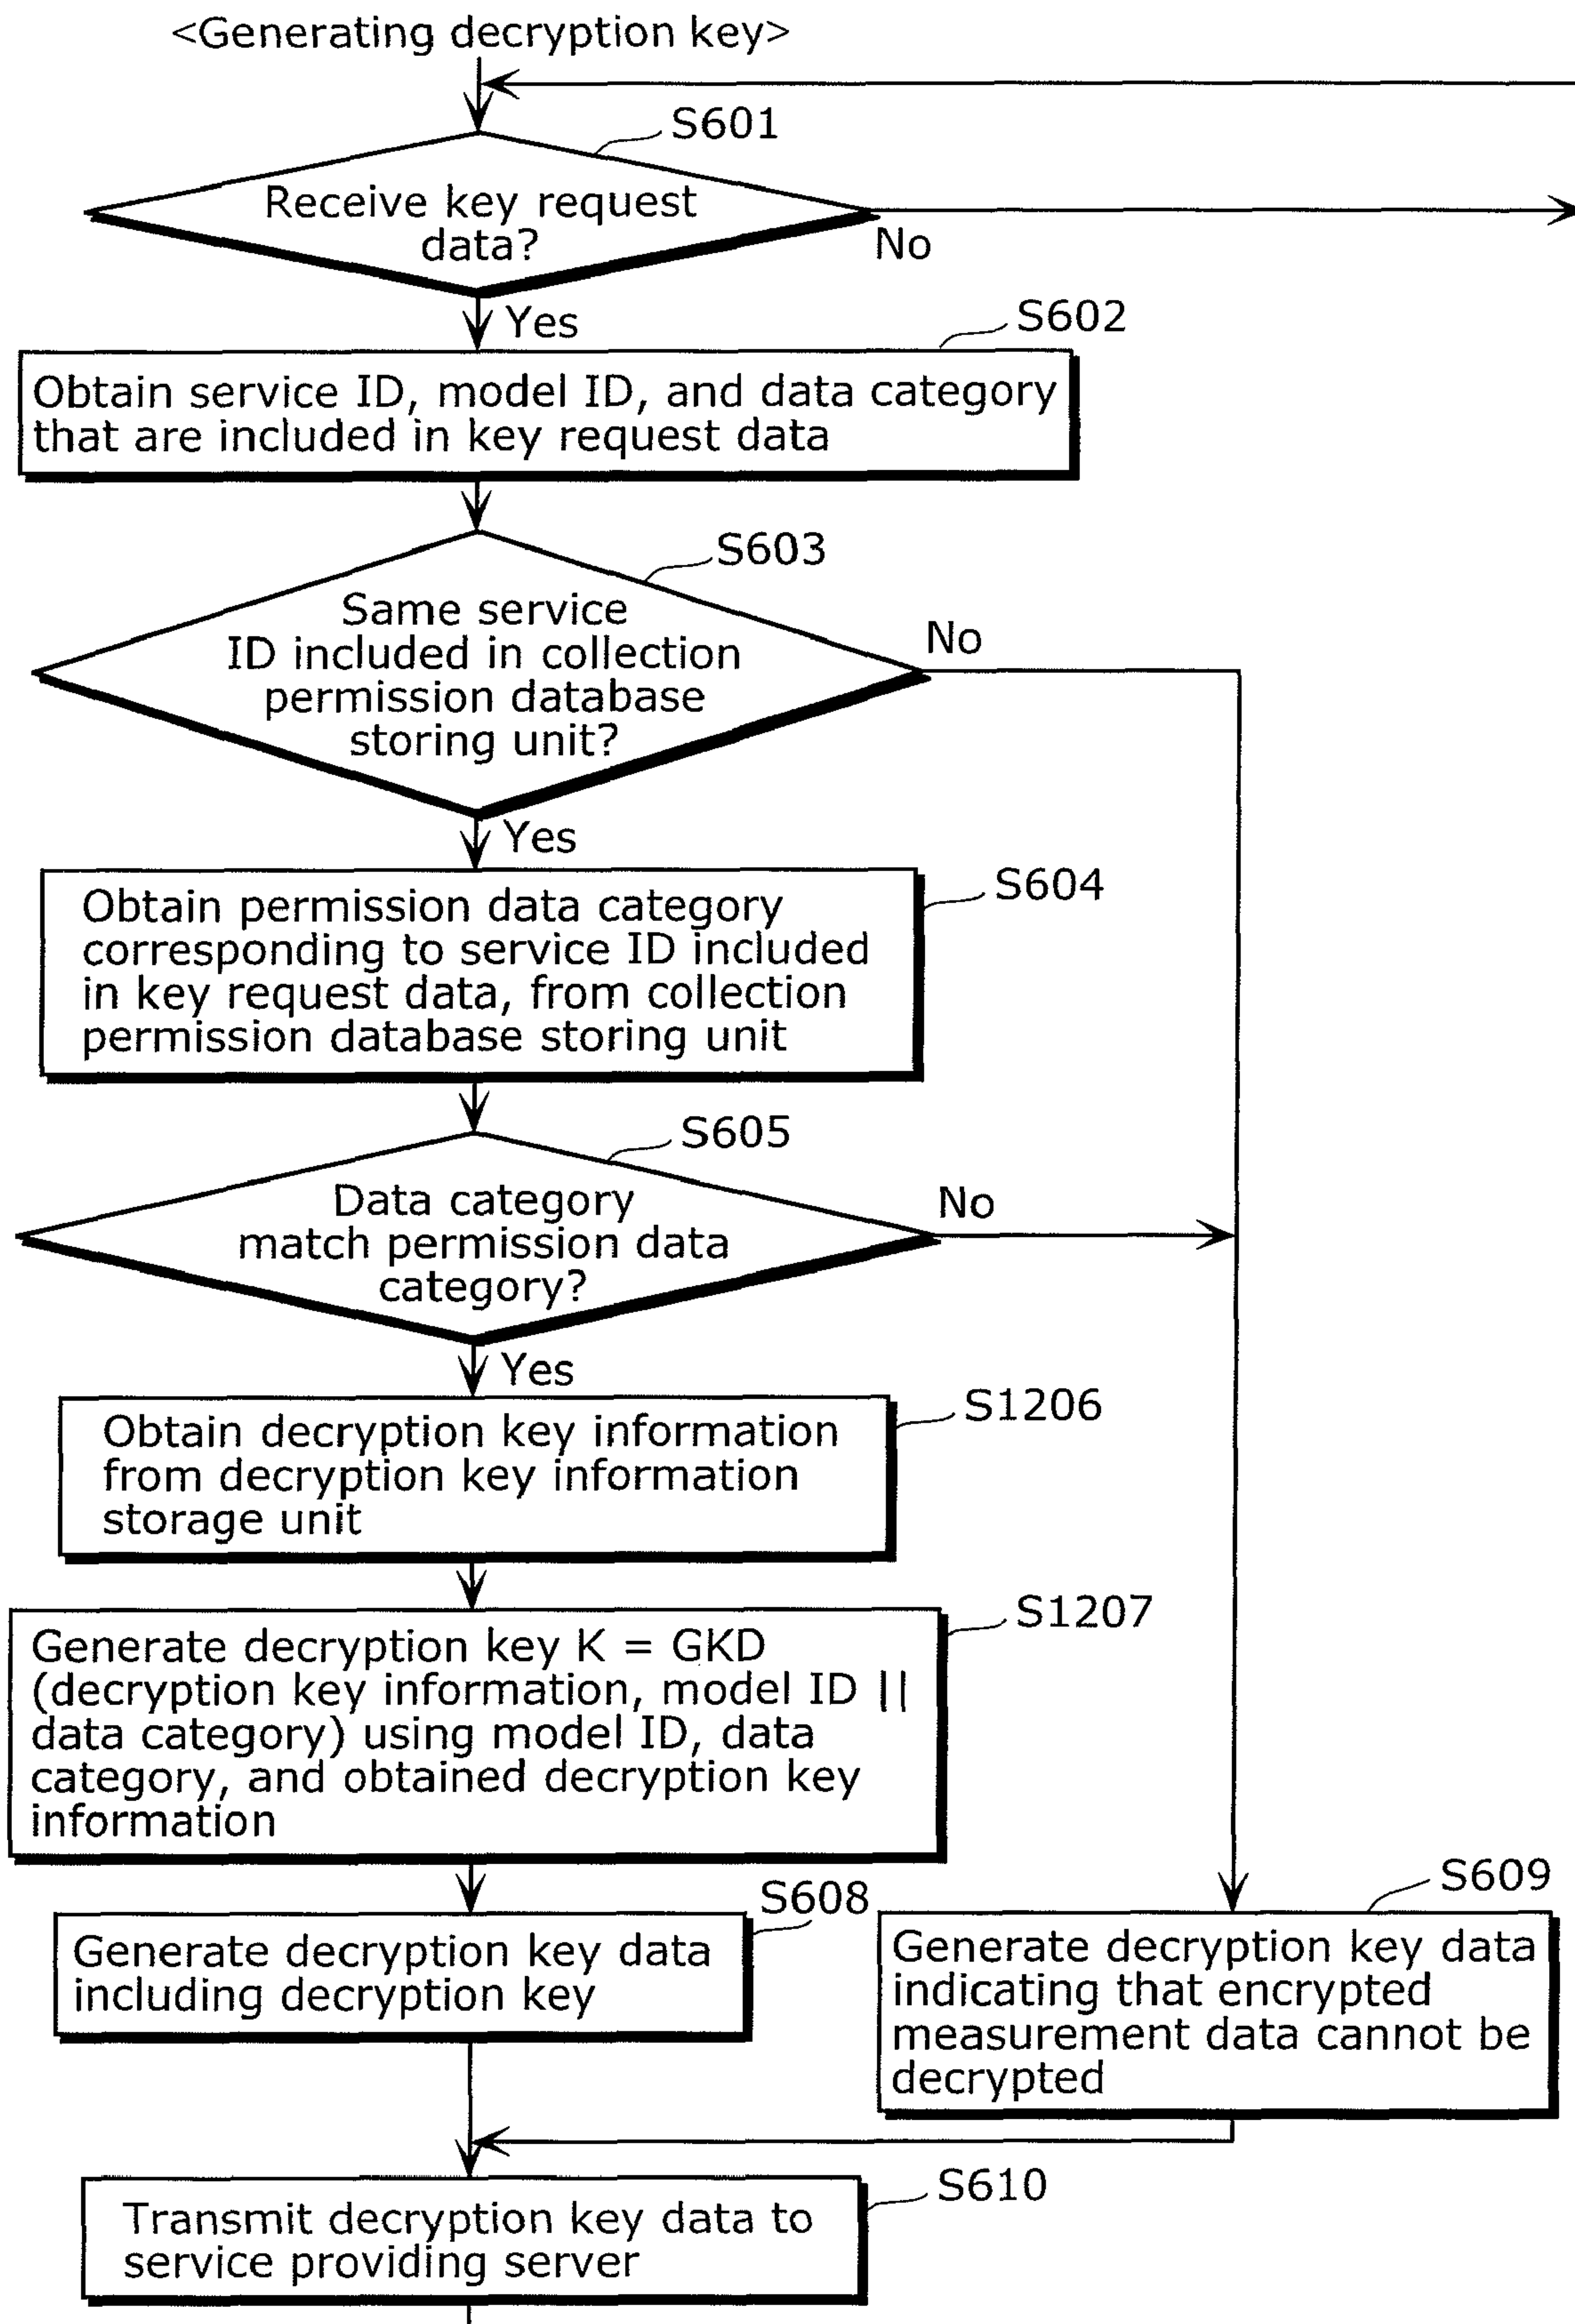 <Generating decryption key>
S601
Receive key request
data?
No
Yes
S602
Obtain service ID, model ID, and data category
that are included in key request data
S603
Same service
ID included in collection
permission database
storing unit?
No
Yes
S604
Obtain permission data category
corresponding to service ID included
in key request data, from collection
permission database storing unit
S605
Data category
match permission data
category?
No
Yes
S1206
Obtain decryption key information
from decryption key information
storage unit
S1207
Generate decryption key K = GKD
(decryption key information, model ID ||
data category) using model ID, data
category, and obtained decryption key
information
S608
Generate decryption key data
including decryption key
S609
Generate decryption key data
indicating that encrypted
measurement data cannot be
decrypted
S610
Transmit decryption key data to
service providing server